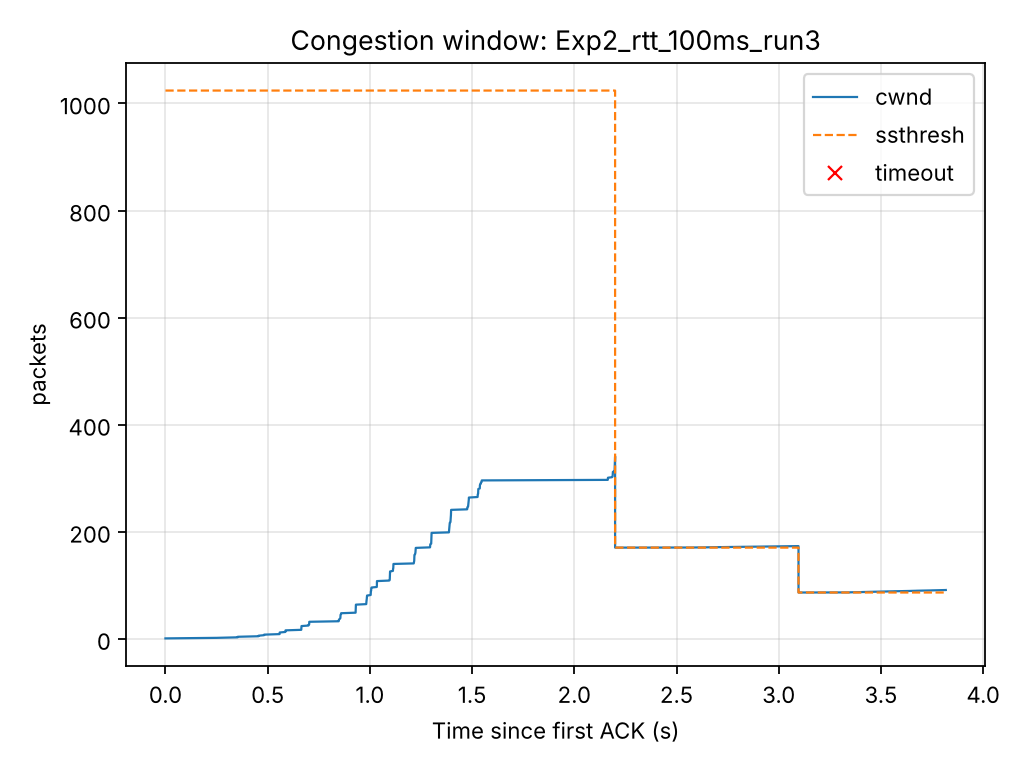 Congestion window: Exp2_rtt_100ms_run3
packets
1000
800
600
400
200
0
cwnd
ssthresh
timeout
0.0 0.5 1.0 1.5 2.0 2.5 3.0 3.5 4.0
Time since first ACK (s)